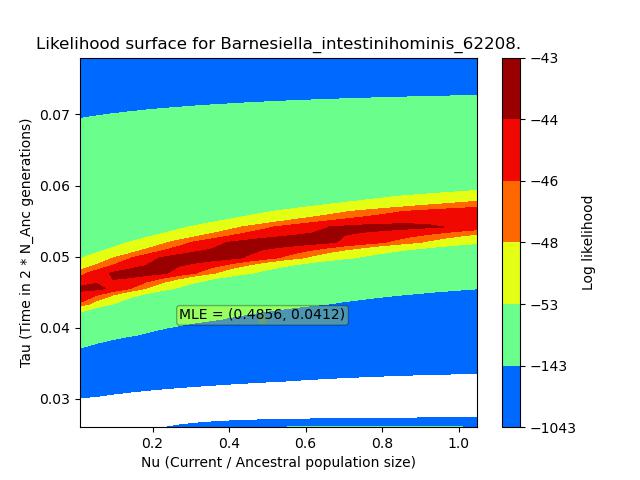 Likelihood surface for Barnesiella_intestinihominis_62208.
Tau (Time in 2 * N_Anc generations)
0.07
0.06
0.05
0.04
0.03
MLE = (0.4856, 0.0412)
0.2 0.4 0.6 0.8 1.0
Nu (Current / Ancestral population size)
−43
−44
−46
−48
−53
−143
−1043
Log likelihood